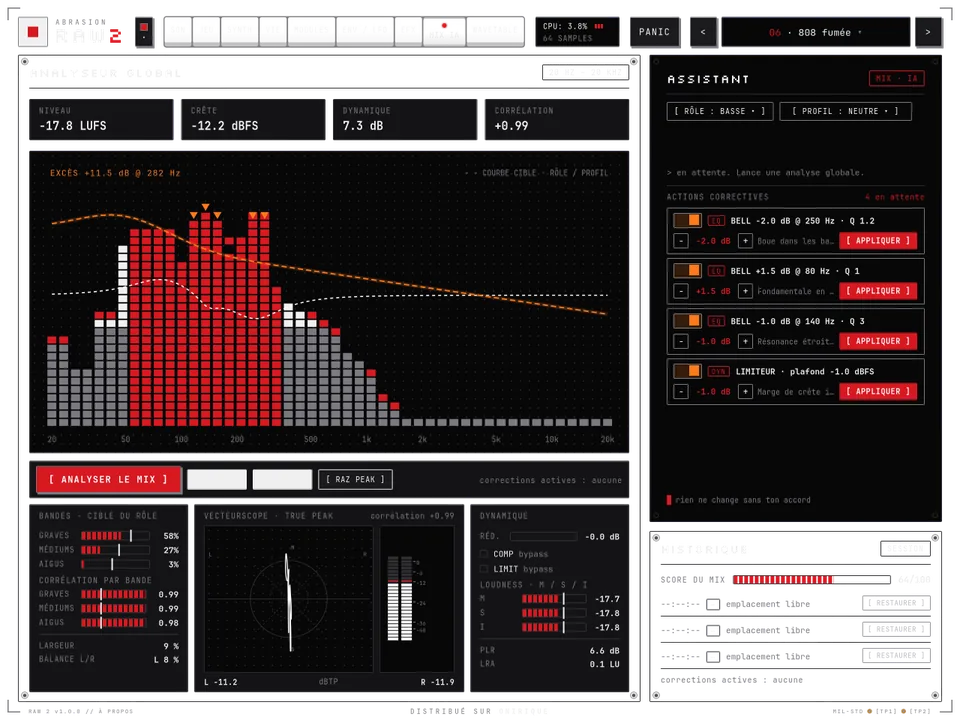 ABRASION
RAW2
CPU: 3.8%
64 SAMPLES
PANIC
<
06 · 808 fumée ▾
>
ANALYSEUR GLOBAL
NIVEAU
-17.8 LUFS
CRÊTE
-12.2 dBFS
DYNAMIQUE
7.3 dB
CORRÉLATION
+0.99
EXCÈS +11.5 dB @ 282 Hz
- - COURBE CIBLE · RÔLE / PROFIL
20 50 100 200 500 1k 2k 5k 10k 20k
[ ANALYSER LE MIX ]
[ RAZ PEAK ]
corrections actives : aucune
BANDES · CIBLE DU RÔLE
GRAVES 58%
MÉDIUMS 27%
AIGUS 3%
CORRÉLATION PAR BANDE
GRAVES 0.99
MÉDIUMS 0.99
AIGUS 0.98
LARGEUR 9 %
BALANCE L/R L 8 %
VECTEURSCOPE · TRUE PEAK
corrélation +0.99
L -11.2
dBTP
R -11.9
DYNAMIQUE
RÉD. -0.0 dB
COMP bypass
LIMIT bypass
LOUDNESS · M / S / I
M -17.7
S -17.8
I -17.8
PLR 6.6 dB
LRA 0.1 LU
ASSISTANT
MIX · IA
[ RÔLE : BASSE ▾ ]
[ PROFIL : NEUTRE ▾ ]
> en attente. Lance une analyse globale.
ACTIONS CORRECTIVES
4 en attente
EQ BELL -2.0 dB @ 250 Hz · Q 1.2
- -2.0 dB + Boue dans les ba… [ APPLIQUER ]
EQ BELL +1.5 dB @ 80 Hz · Q 1
- +1.5 dB + Fondamentale en … [ APPLIQUER ]
EQ BELL -1.0 dB @ 140 Hz · Q 3
- -1.0 dB + Résonance étroit… [ APPLIQUER ]
DYN LIMITEUR · plafond -1.0 dBFS
- -1.0 dB + Marge de crête i… [ APPLIQUER ]
rien ne change sans ton accord
HISTORIQUE
SESSION
SCORE DU MIX 64/100
--:--:-- emplacement libre [ RESTAURER ]
--:--:-- emplacement libre [ RESTAURER ]
--:--:-- emplacement libre [ RESTAURER ]
corrections actives : aucune
RAW 2 v1.0.0 // À PROPOS
DISTRIBUÉ SUR
MIL-STD [TP1] [TP2]